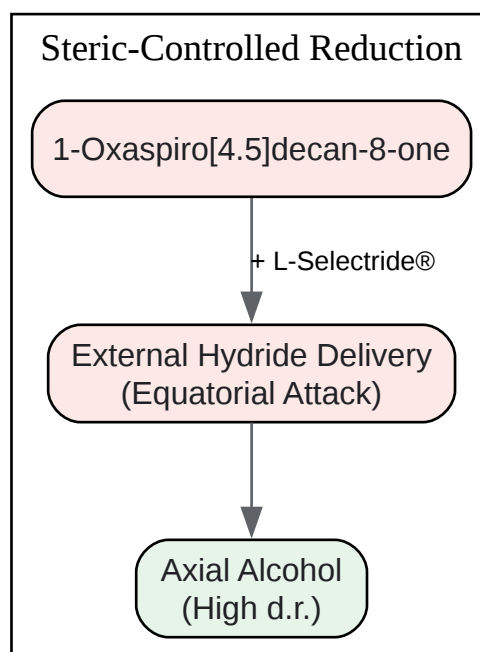 Steric-Controlled Reduction
1-Oxaspiro[4.5]decan-8-one
+ L-Selectride®
External Hydride Delivery
(Equatorial Attack)
Axial Alcohol
(High d.r.)